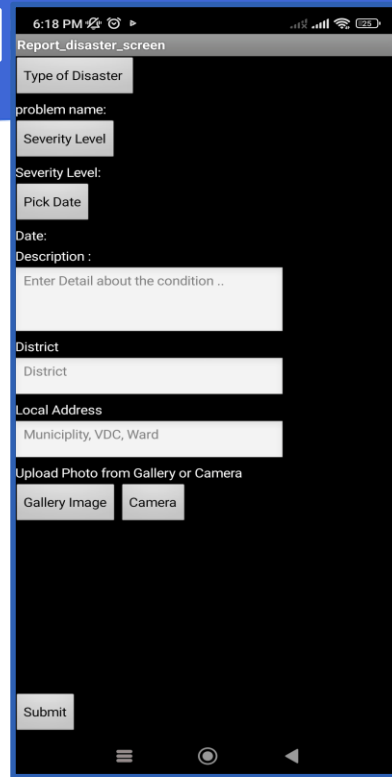 6:18 PM
25
Report_disaster_screen
Type of Disaster
problem name:
Severity Level
Severity Level:
Pick Date
Date:
Description :
Enter Detail about the condition ..
District
District
Local Address
Municiplity, VDC, Ward
Upload Photo from Gallery or Camera
Gallery Image Camera
Submit